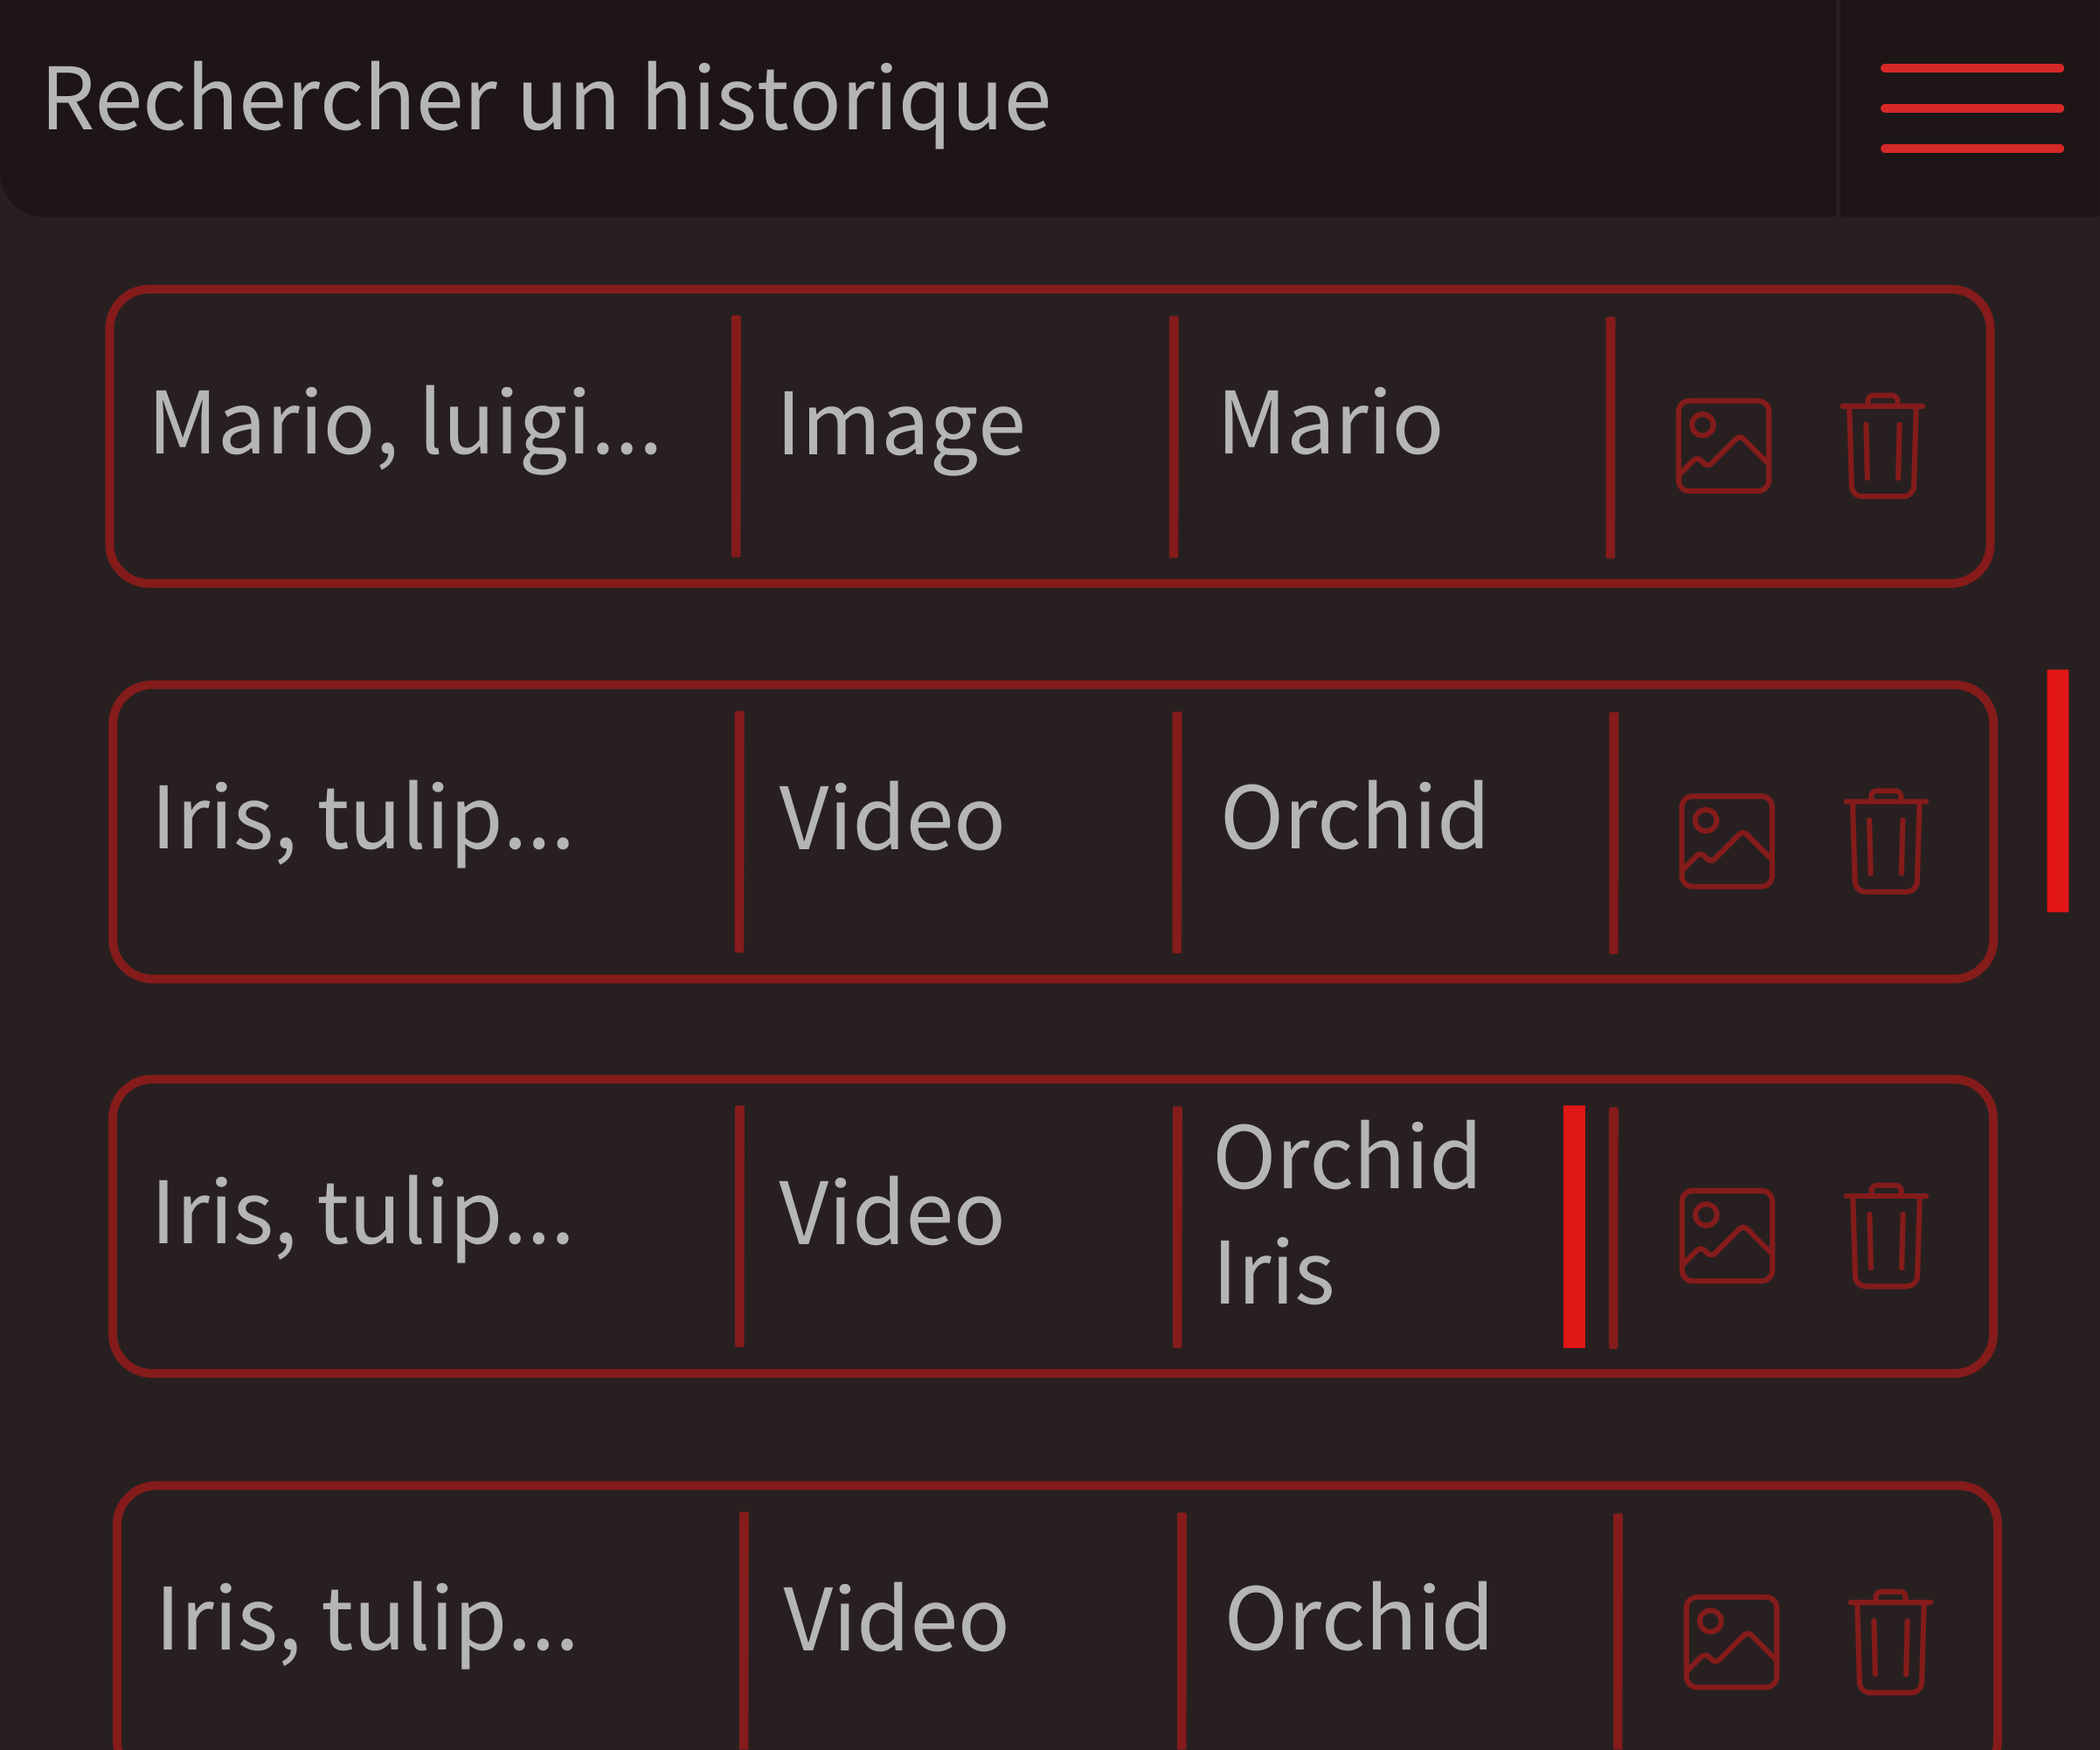 Rechercher un historique
Mario, luigi...
Image
Mario
Iris, tulip...
Video
Orchid
Iris, tulip...
Video
Orchid
Iris
Iris, tulip...
Video
Orchid